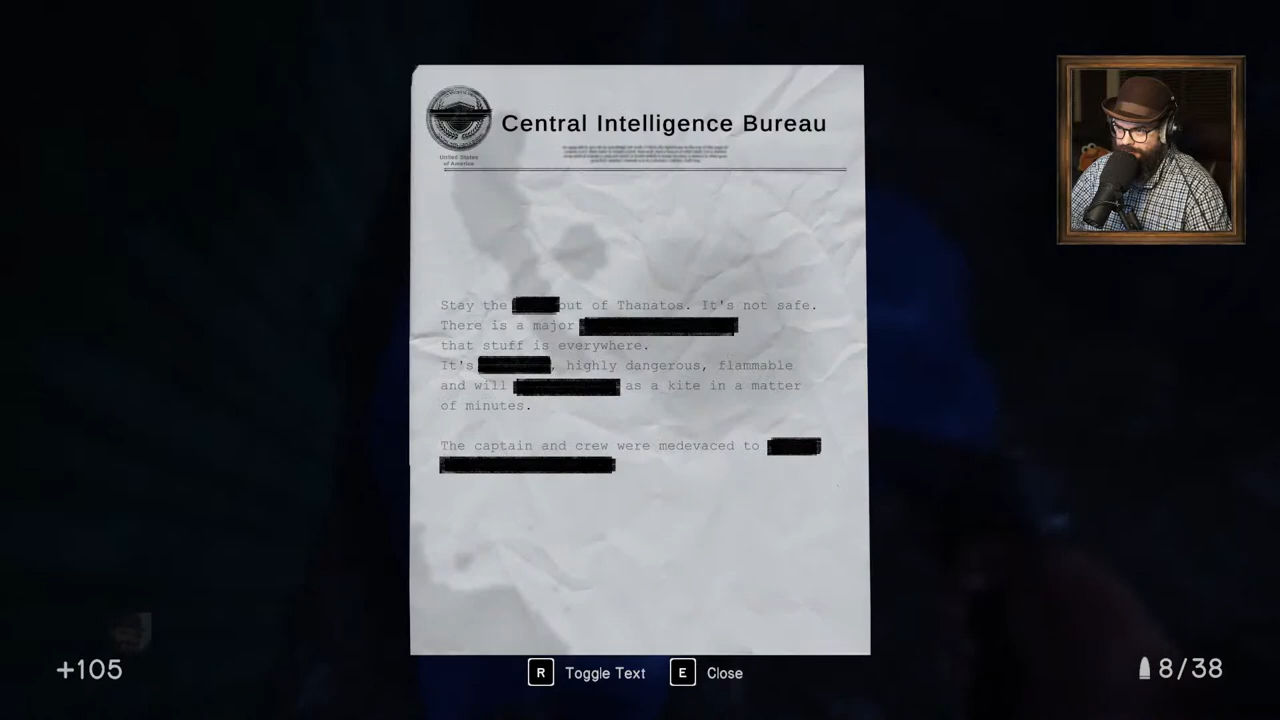 Central Intelligence Bureau
United States
of America
Stay the out of Thanatos. It's not safe.
There is a major
that stuff is everywhere.
It's , highly dangerous, flammable
and will as a kite in a matter
of minutes.
The captain and crew were medevaced to
+105
R Toggle Text E Close
8/38